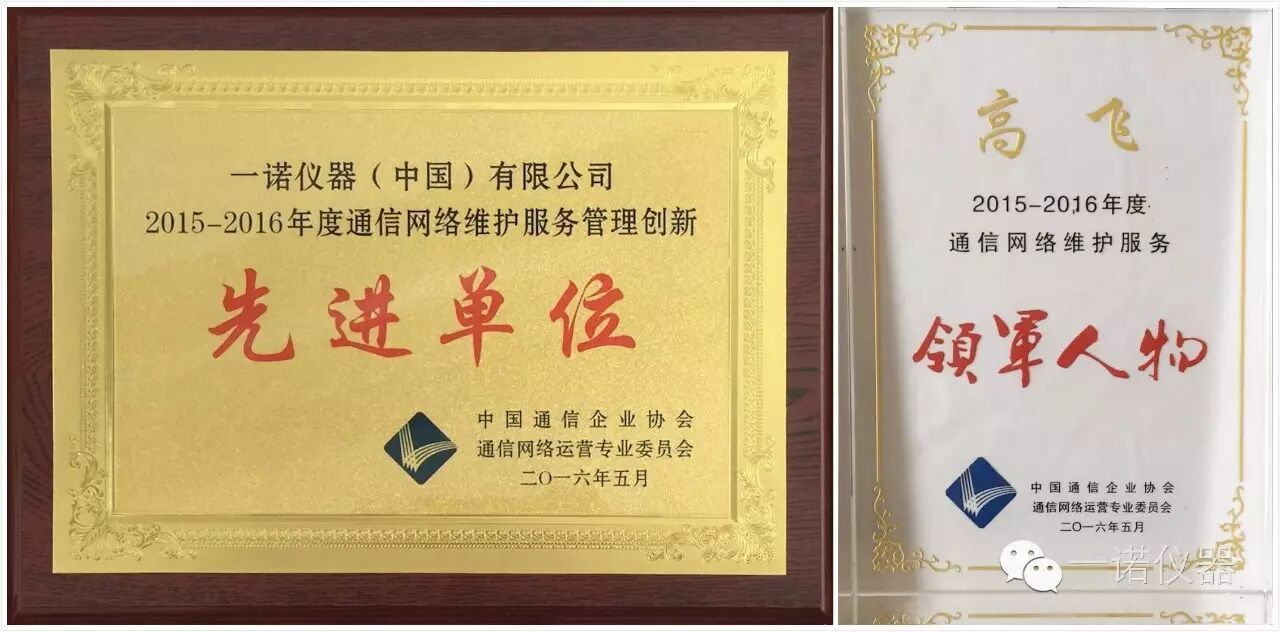 一诺仪器（中国）有限公司
2015-2016年度通信网络维护服务管理创新
先进单位
中国通信企业协会
通信网络运营专业委员会
二〇一六年五月
高飞
2015-2016年度
通信网络维护服务
领军人物
中国通信企业协会
通信网络运营专业委员会
二〇一六年五月
一诺仪器